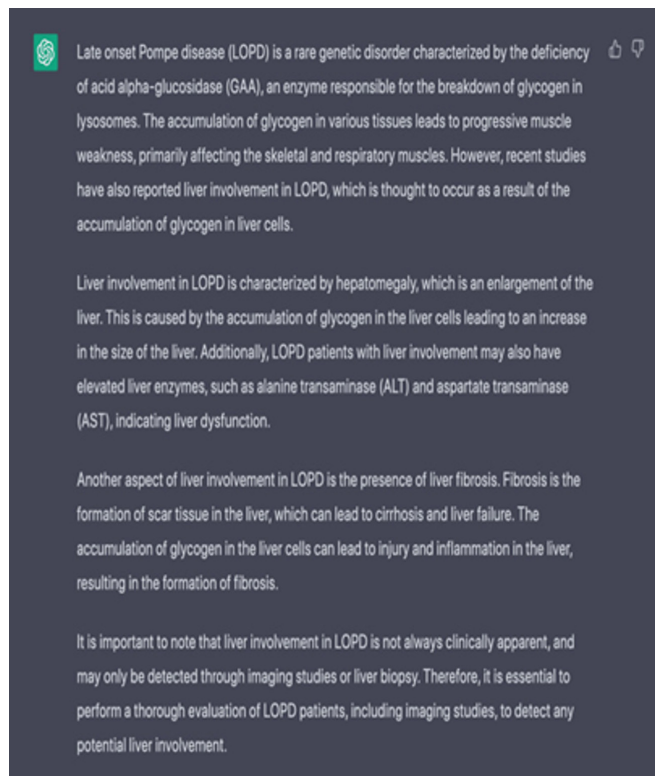 Late onset Pompe disease (LOPD) is a rare genetic disorder characterized by the deficiency
of acid alpha-glucosidase (GAA), an enzyme responsible for the breakdown of glycogen in
lysosomes. The accumulation of glycogen in various tissues leads to progressive muscle
weakness, primarily affecting the skeletal and respiratory muscles. However, recent studies
have also reported liver involvement in LOPD, which is thought to occur as a result of the
accumulation of glycogen in liver cells.
Liver involvement in LOPD is characterized by hepatomegaly, which is an enlargement of the
liver. This is caused by the accumulation of glycogen in the liver cells leading to an increase
in the size of the liver. Additionally, LOPD patients with liver involvement may also have
elevated liver enzymes, such as alanine transaminase (ALT) and aspartate transaminase
(AST), indicating liver dysfunction.
Another aspect of liver involvement in LOPD is the presence of liver fibrosis. Fibrosis is the
formation of scar tissue in the liver, which can lead to cirrhosis and liver failure. The
accumulation of glycogen in the liver cells can lead to injury and inflammation in the liver,
resulting in the formation of fibrosis.
It is important to note that liver involvement in LOPD is not always clinically apparent, and
may only be detected through imaging studies or liver biopsy. Therefore, it is essential to
perform a thorough evaluation of LOPD patients, including imaging studies, to detect any
potential liver involvement.